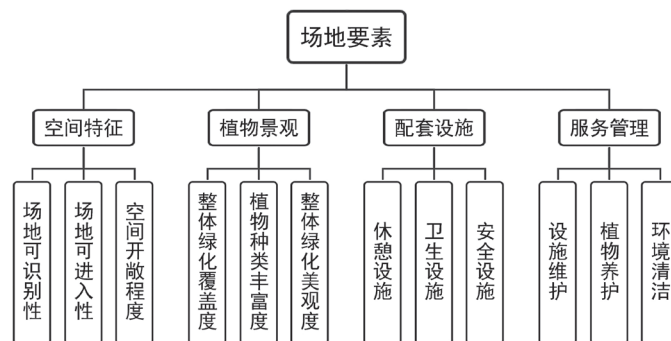 场地要素
空间特征
植物景观
配套设施
服务管理
场地可识别性
场地可进入性
空间开敞程度
整体绿化覆盖度
植物种类丰富度
整体绿化美观度
休憩设施
卫生设施
安全设施
设施维护
植物养护
环境清洁